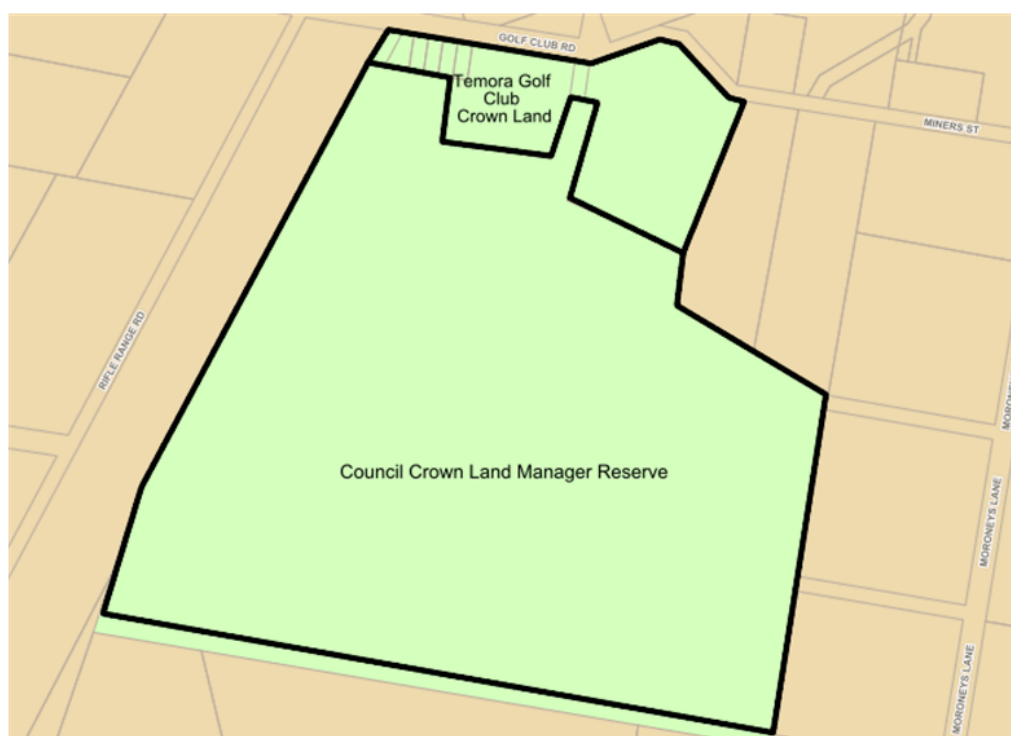 GOLF CLUB RD
Temora Golf
Club
Crown Land
MINERS ST
RIFLE RANGE RD
Council Crown Land Manager Reserve
MORONEY
MORONEYS LANE
MORONEYS LANE